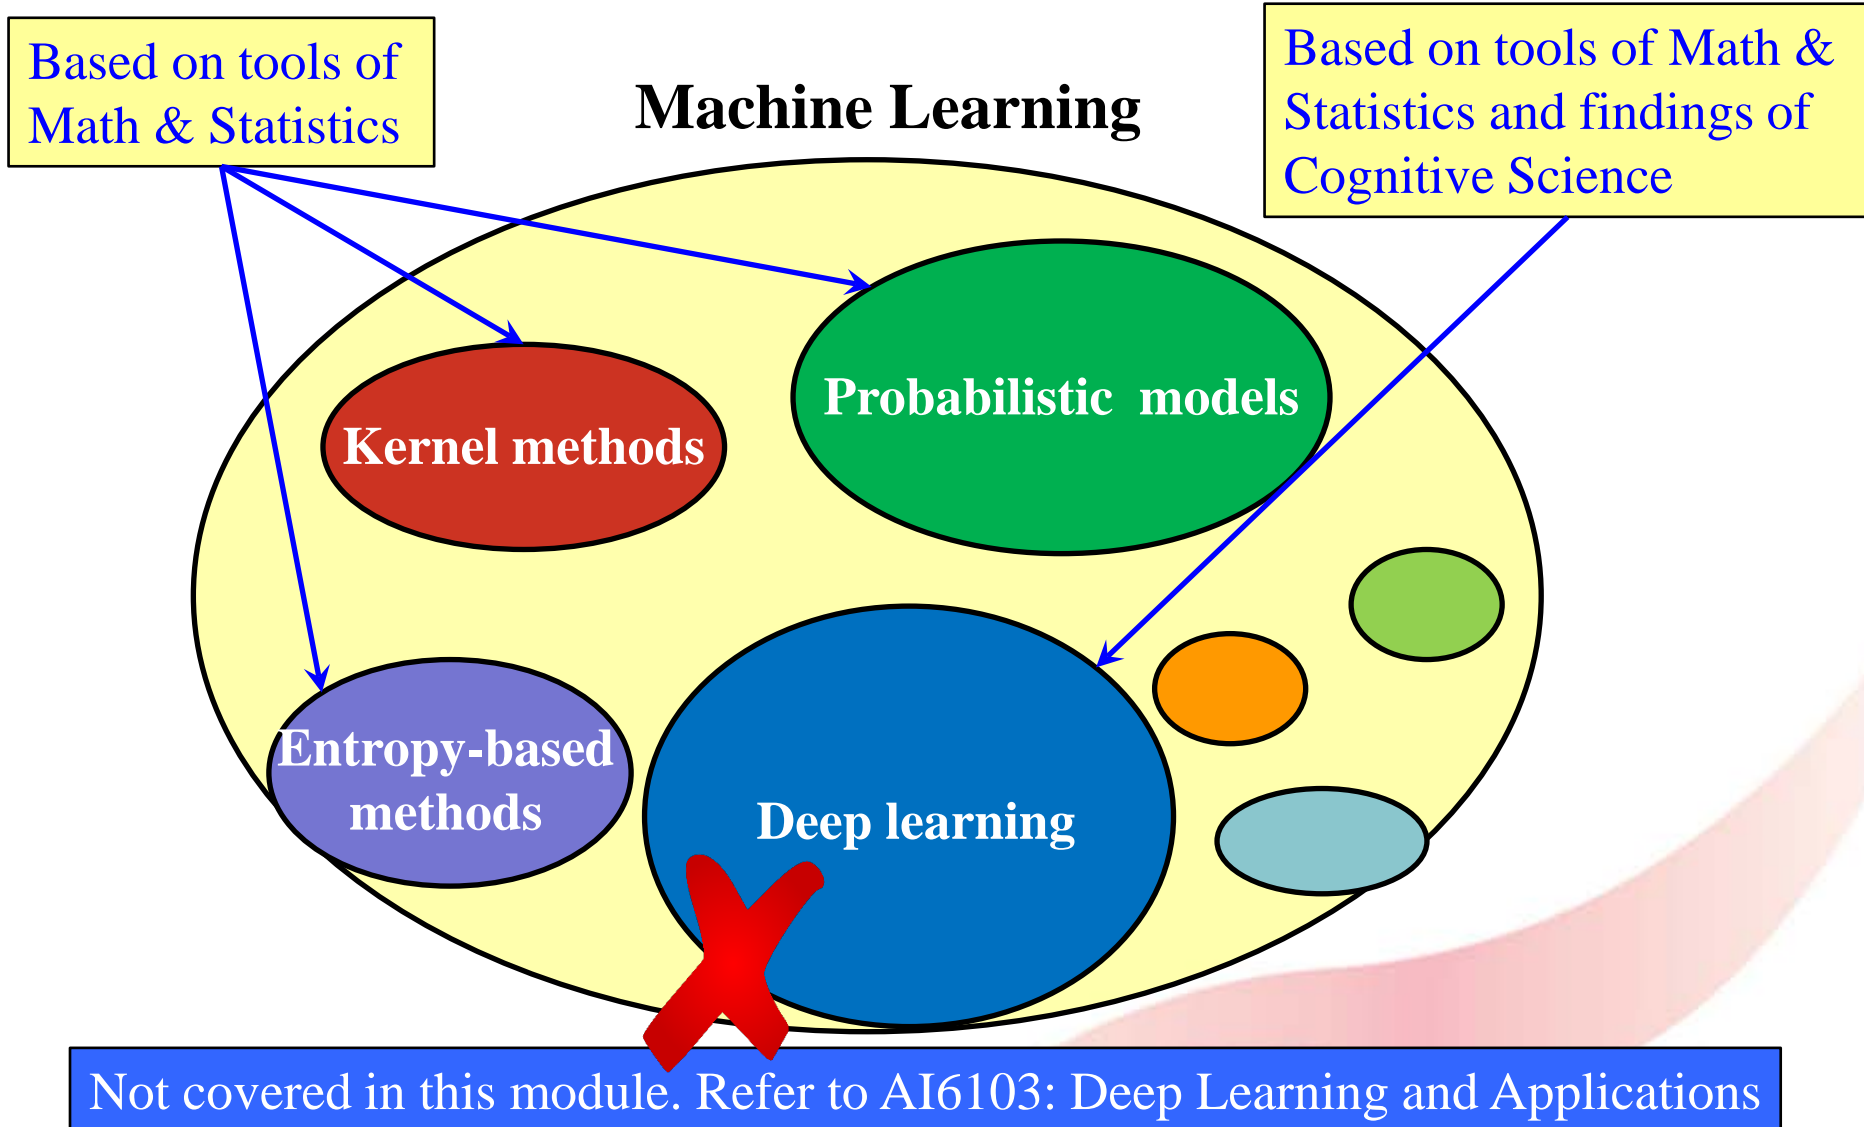 Based on tools of
Math & Statistics
Machine Learning
Based on tools of Math &
Statistics and findings of
Cognitive Science
Probabilistic models
Kernel methods
Entropy-based
methods
Deep learning
Not covered in this module. Refer to AI6103: Deep Learning and Applications